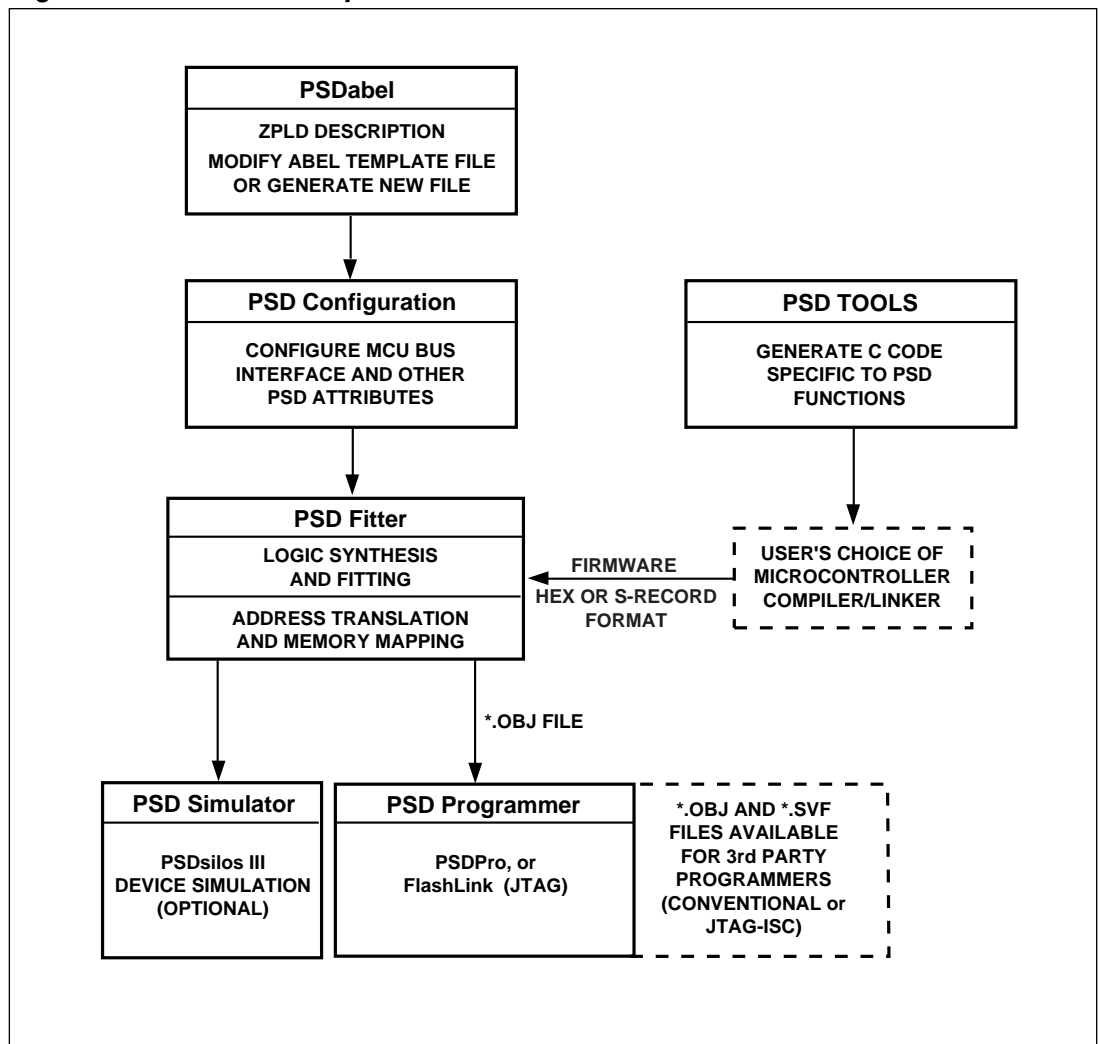 PSDabel
ZPLD DESCRIPTION
MODIFY ABEL TEMPLATE FILE
OR GENERATE NEW FILE
PSD Configuration
CONFIGURE MCU BUS
INTERFACE AND OTHER
PSD ATTRIBUTES
PSD TOOLS
GENERATE C CODE
SPECIFIC TO PSD
FUNCTIONS
PSD Fitter
LOGIC SYNTHESIS
AND FITTING
ADDRESS TRANSLATION
AND MEMORY MAPPING
FIRMWARE
HEX OR S-RECORD
FORMAT
USER'S CHOICE OF
MICROCONTROLLER
COMPILER/LINKER
*.OBJ FILE
PSD Simulator
PSDsilos III
DEVICE SIMULATION
(OPTIONAL)
PSD Programmer
PSDPro, or
FlashLink (JTAG)
*.OBJ AND *.SVF
FILES AVAILABLE
FOR 3rd PARTY
PROGRAMMERS
(CONVENTIONAL or
JTAG-ISC)